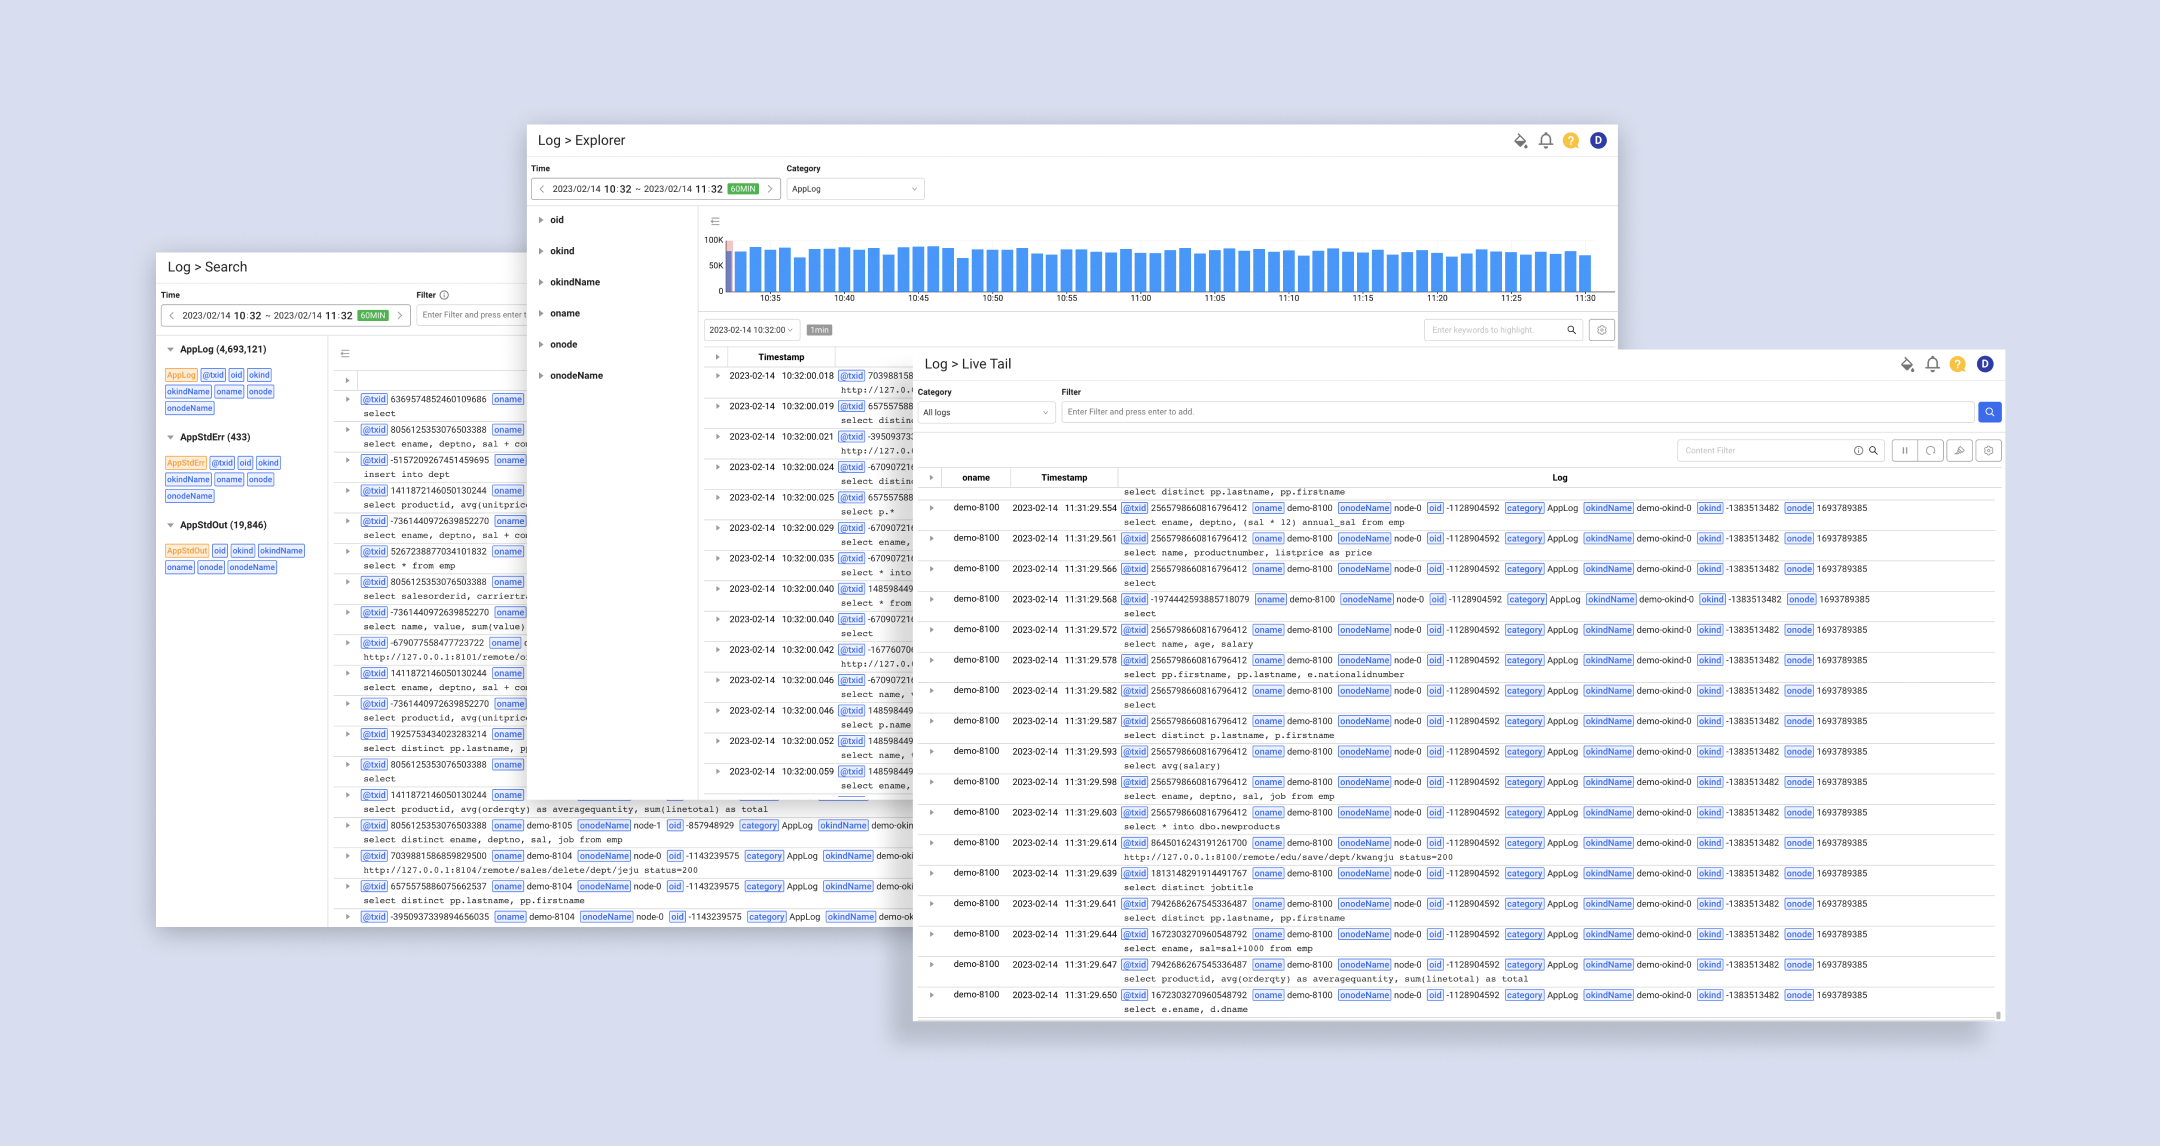 Log > Search
Time
Filter
2023/02/14 10:32 ~ 2023/02/14 11:32 60MIN
Enter Filter and press enter t
AppLog (4,693,121)
AppLog @txid oid okind
okindName oname onode
onodeName
AppStdErr (433)
AppStdErr @txid oid okind
okindName oname onode
onodeName
AppStdOut (19,846)
AppStdOut oid okind okindName
oname onode onodeName
@txid 6369574852460109686 oname
select
@txid 8056125353076503388 oname
select ename, deptno, sal + co
@txid -5157209267451459695 oname
insert into dept
@txid 1411872146050130244 oname
select productid, avg(unitpric
@txid -7361440972639852270 oname
select ename, deptno, sal + co
@txid 5267238877034101832 oname
select * from emp
@txid 8056125353076503388 oname
select salesorderid, carriertr
@txid -7361440972639852270 oname
select name, value, sum(value)
@txid -679077558477723722 oname
http://127.0.0.1:8101/remote/o
@txid 1411872146050130244 oname
select ename, deptno, sal + co
@txid -7361440972639852270 oname
select productid, avg(unitpric
@txid 1925753434023283214 oname
select distinct pp.lastname, p
@txid 8056125353076503388 oname
select
@txid 1411872146050130244 oname
select productid, avg(orderqty) as averagequantity, sum(linetotal) as total
@txid 8056125353076503388 oname demo-8105 onodeName node-1 oid -857948929 category AppLog okindName demo-okin
select distinct ename, deptno, sal, job from emp
@txid 7039881586859829500 oname demo-8104 onodeName node-0 oid -1143239575 category AppLog okindName demo-ok
http://127.0.0.1:8104/remote/sales/delete/dept/jeju status=200
@txid 6575575886075662537 oname demo-8104 onodeName node-0 oid -1143239575 category AppLog okindName demo-ok
select distinct pp.lastname, pp.firstname
@txid -3950937339894656035 oname demo-8104 onodeName node-0 oid -1143239575 category AppLog okindName demo-ok
Log > Explorer
? D
Time
Category
2023/02/14 10:32 ~ 2023/02/14 11:32 60MIN
AppLog
oid
okind
okindName
oname
onode
onodeName
100K
50K
0
10:35 10:40 10:45 10:50 10:55 11:00 11:05 11:10 11:15 11:20 11:25 11:30
2023-02-14 10:32:00 1min
Enter keywords to highlight.
Timestamp
2023-02-14 10:32:00.018 @txid 70398815
http://127.0.
2023-02-14 10:32:00.019 @txid 65755758
select distin
2023-02-14 10:32:00.021 @txid -3950937
http://127.0.
2023-02-14 10:32:00.024 @txid -6709072
select distin
2023-02-14 10:32:00.025 @txid 65755758
select p.*
2023-02-14 10:32:00.029 @txid -6709072
select ename,
2023-02-14 10:32:00.035 @txid -6709072
select * into
2023-02-14 10:32:00.040 @txid 14859844
select * from
2023-02-14 10:32:00.040 @txid -6709072
select
2023-02-14 10:32:00.042 @txid -1677607
http://127.0.
2023-02-14 10:32:00.046 @txid -6709072
select name,
2023-02-14 10:32:00.046 @txid 14859844
select p.name
2023-02-14 10:32:00.052 @txid 14859844
select name,
2023-02-14 10:32:00.059 @txid 14859844
select ename,
Log > Live Tail
? D
Category
Filter
All logs
Enter Filter and press enter to add.
Content Filter
oname Timestamp Log
select distinct pp.lastname, pp.firstname
demo-8100 2023-02-14 11:31:29.554 @txid 2565798660816796412 oname demo-8100 onodeName node-0 oid -1128904592 category AppLog okindName demo-okind-0 okind -1383513482 onode 1693789385
select ename, deptno, (sal * 12) annual_sal from emp
demo-8100 2023-02-14 11:31:29.561 @txid 2565798660816796412 oname demo-8100 onodeName node-0 oid -1128904592 category AppLog okindName demo-okind-0 okind -1383513482 onode 1693789385
select name, productnumber, listprice as price
demo-8100 2023-02-14 11:31:29.566 @txid 2565798660816796412 oname demo-8100 onodeName node-0 oid -1128904592 category AppLog okindName demo-okind-0 okind -1383513482 onode 1693789385
select
demo-8100 2023-02-14 11:31:29.568 @txid -1974442593885718079 oname demo-8100 onodeName node-0 oid -1128904592 category AppLog okindName demo-okind-0 okind -1383513482 onode 1693789385
select
demo-8100 2023-02-14 11:31:29.572 @txid 2565798660816796412 oname demo-8100 onodeName node-0 oid -1128904592 category AppLog okindName demo-okind-0 okind -1383513482 onode 1693789385
select name, age, salary
demo-8100 2023-02-14 11:31:29.578 @txid 2565798660816796412 oname demo-8100 onodeName node-0 oid -1128904592 category AppLog okindName demo-okind-0 okind -1383513482 onode 1693789385
select pp.firstname, pp.lastname, e.nationalidnumber
demo-8100 2023-02-14 11:31:29.582 @txid 2565798660816796412 oname demo-8100 onodeName node-0 oid -1128904592 category AppLog okindName demo-okind-0 okind -1383513482 onode 1693789385
select
demo-8100 2023-02-14 11:31:29.587 @txid 2565798660816796412 oname demo-8100 onodeName node-0 oid -1128904592 category AppLog okindName demo-okind-0 okind -1383513482 onode 1693789385
select distinct p.lastname, p.firstname
demo-8100 2023-02-14 11:31:29.593 @txid 2565798660816796412 oname demo-8100 onodeName node-0 oid -1128904592 category AppLog okindName demo-okind-0 okind -1383513482 onode 1693789385
select avg(salary)
demo-8100 2023-02-14 11:31:29.598 @txid 2565798660816796412 oname demo-8100 onodeName node-0 oid -1128904592 category AppLog okindName demo-okind-0 okind -1383513482 onode 1693789385
select ename, deptno, sal, job from emp
demo-8100 2023-02-14 11:31:29.603 @txid 2565798660816796412 oname demo-8100 onodeName node-0 oid -1128904592 category AppLog okindName demo-okind-0 okind -1383513482 onode 1693789385
select * into dbo.newproducts
demo-8100 2023-02-14 11:31:29.614 @txid 8645016243191261700 oname demo-8100 onodeName node-0 oid -1128904592 category AppLog okindName demo-okind-0 okind -1383513482 onode 1693789385
http://127.0.0.1:8100/remote/edu/save/dept/kwangju status=200
demo-8100 2023-02-14 11:31:29.639 @txid 1813148291914491767 oname demo-8100 onodeName node-0 oid -1128904592 category AppLog okindName demo-okind-0 okind -1383513482 onode 1693789385
select distinct jobtitle
demo-8100 2023-02-14 11:31:29.641 @txid 7942686267545336487 oname demo-8100 onodeName node-0 oid -1128904592 category AppLog okindName demo-okind-0 okind -1383513482 onode 1693789385
select distinct pp.lastname, pp.firstname
demo-8100 2023-02-14 11:31:29.644 @txid 1672303270960548792 oname demo-8100 onodeName node-0 oid -1128904592 category AppLog okindName demo-okind-0 okind -1383513482 onode 1693789385
select ename, sal=sal+1000 from emp
demo-8100 2023-02-14 11:31:29.647 @txid 7942686267545336487 oname demo-8100 onodeName node-0 oid -1128904592 category AppLog okindName demo-okind-0 okind -1383513482 onode 1693789385
select productid, avg(orderqty) as averagequantity, sum(linetotal) as total
demo-8100 2023-02-14 11:31:29.650 @txid 1672303270960548792 oname demo-8100 onodeName node-0 oid -1128904592 category AppLog okindName demo-okind-0 okind -1383513482 onode 1693789385
select e.ename, d.dname